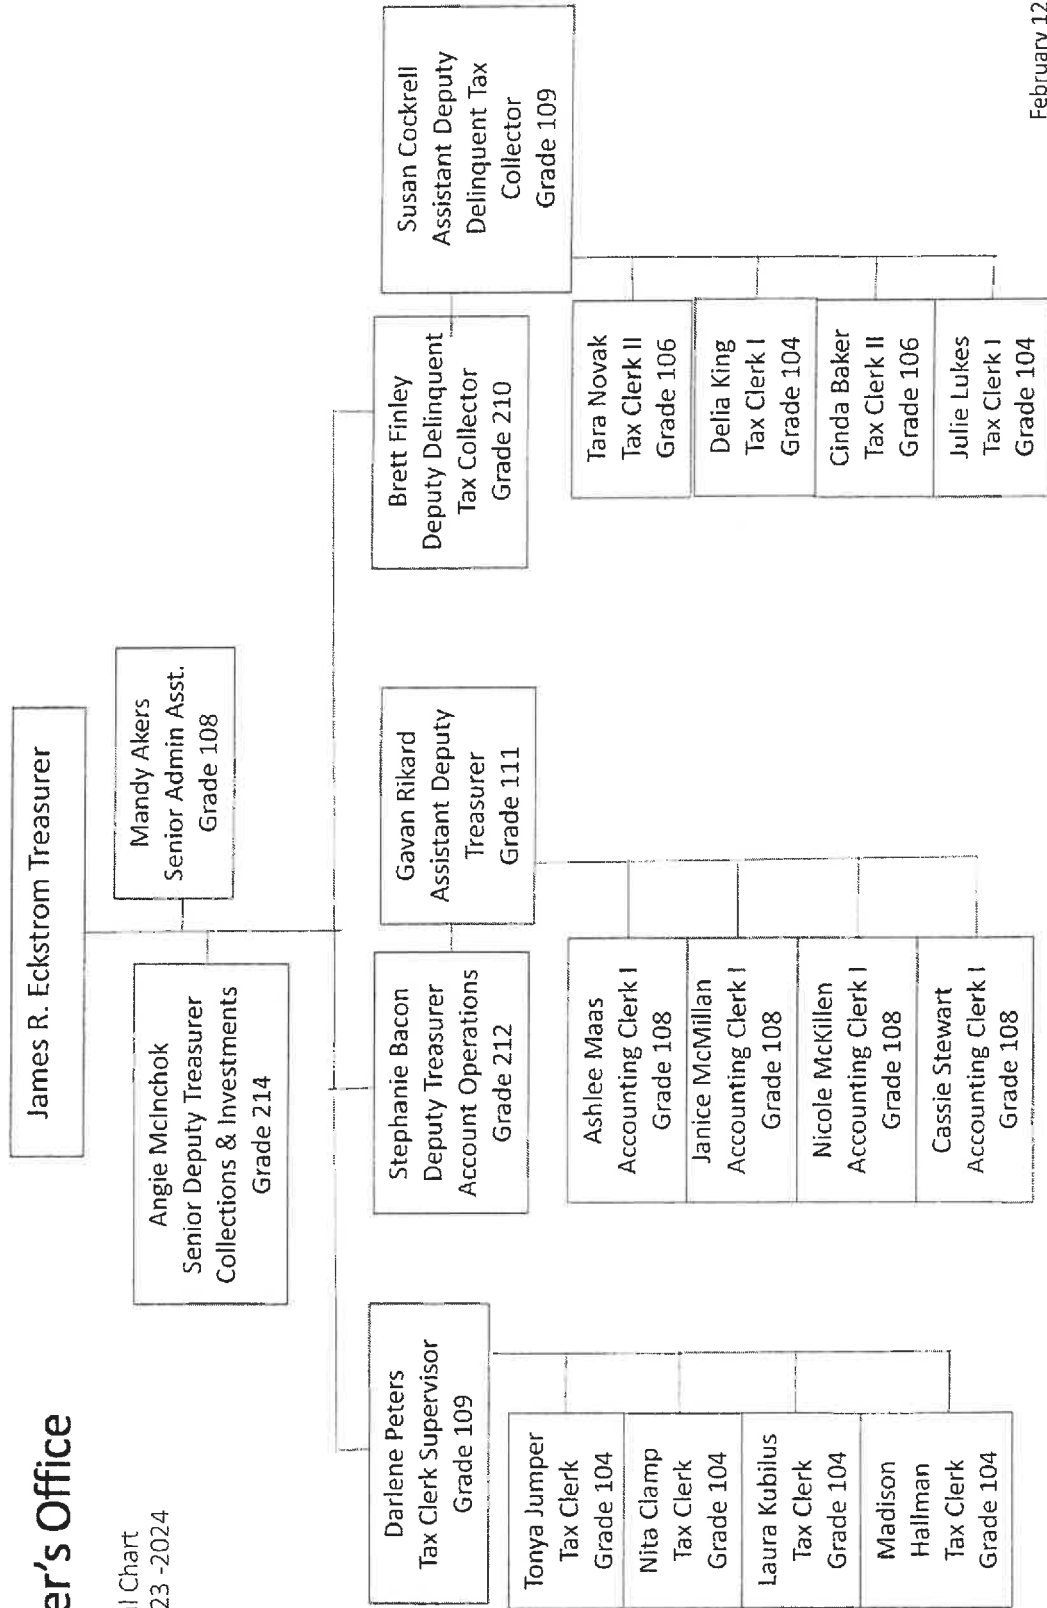 er's Office
l Chart
23 -2024
James R. Eckstrom Treasurer
Angie McInchok
Senior Deputy Treasurer
Collections & Investments
Grade 214
Mandy Akers
Senior Admin Asst.
Grade 108
Darlene Peters
Tax Clerk Supervisor
Grade 109
Tonya Jumper
Tax Clerk
Grade 104
Nita Clamp
Tax Clerk
Grade 104
Laura Kubilus
Tax Clerk
Grade 104
Madison
Hallman
Tax Clerk
Grade 104
Stephanie Bacon
Deputy Treasurer
Account Operations
Grade 212
Gavan Rikard
Assistant Deputy
Treasurer
Grade 111
Ashlee Maas
Accounting Clerk I
Grade 108
Janice McMillan
Accounting Clerk I
Grade 108
Nicole McKillen
Accounting Clerk I
Grade 108
Cassie Stewart
Accounting Clerk I
Grade 108
Brett Finley
Deputy Delinquent
Tax Collector
Grade 210
Susan Cockrell
Assistant Deputy
Delinquent Tax
Collector
Grade 109
Tara Novak
Tax Clerk II
Grade 106
Delia King
Tax Clerk I
Grade 104
Cinda Baker
Tax Clerk II
Grade 106
Julie Lukes
Tax Clerk I
Grade 104
February 12